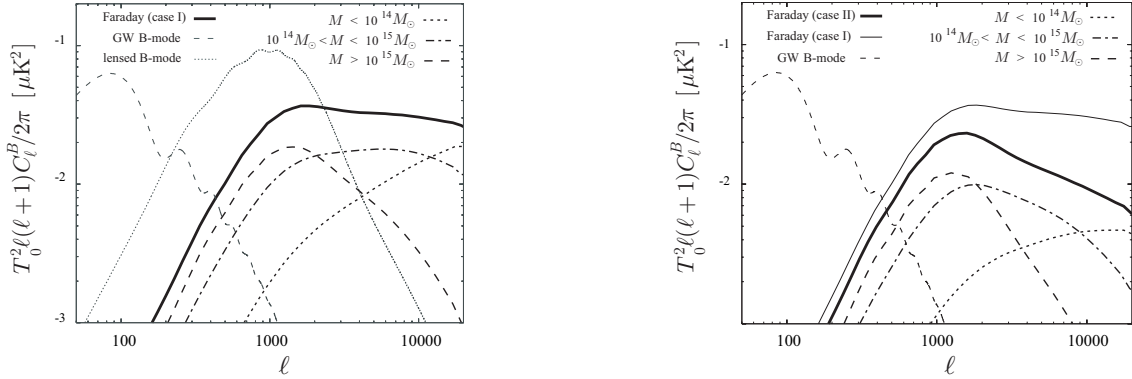 Faraday (case I)
GW B-mode
lensed B-mode
M < 10^14 M_⊙
10^14 M_⊙ < M < 10^15 M_⊙
M > 10^15 M_⊙
-1
-2
-3
T_0^2 ℓ(ℓ + 1)C_ℓ^B/2π [μK^2]
100
1000
10000
ℓ
Faraday (case II)
Faraday (case I)
GW B-mode
M < 10^14 M_⊙
10^14 M_⊙ < M < 10^15 M_⊙
M > 10^15 M_⊙
-1
-2
T_0^2 ℓ(ℓ + 1)C_ℓ^B/2π [μK^2]
100
1000
10000
ℓ